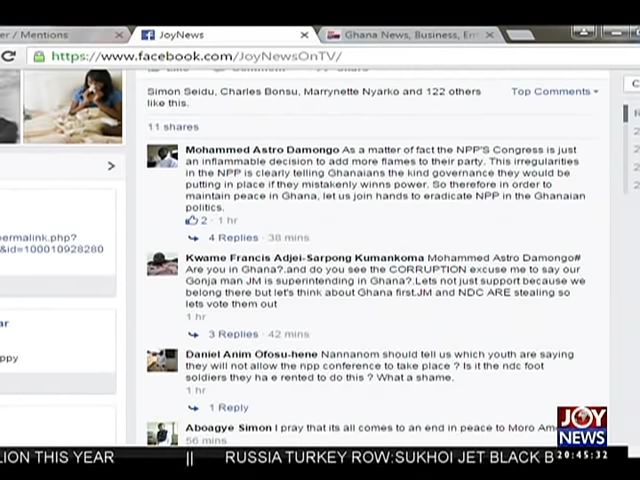 er / Mentions
JoyNews
Ghana News, Business, En
https://www.facebook.com/JoyNewsOnTV/
Simon Seidu, Charles Bonsu, Marrynette Nyarko and 122 others
like this.
Top Comments
11 shares
Mohammed Astro Damongo As a matter of fact the NPP'S Congress is just
an inflammable decision to add more flames to their party. This irregularities
in the NPP is clearly telling Ghanaians the kind governance they would be
putting in place if they mistakenly winns power. So therefore in order to
maintain peace in Ghana, let us join hands to eradicate NPP in the Ghanaian
politics.
2 · 1 hr
4 Replies · 38 mins
Kwame Francis Adjei-Sarpong Kumankoma Mohammed Astro Damongo#
Are you in Ghana?.and do you see the CORRUPTION excuse me to say our
Gonja man JM is superintending in Ghana?.Lets not just support because we
belong there but let's think about Ghana first.JM and NDC ARE stealing so
lets vote them out
1 hr
3 Replies · 42 mins
Daniel Anim Ofosu-hene Nannanom should tell us which youth are saying
they will not allow the npp conference to take place ? Is it the ndc foot
soldiers they ha e rented to do this ? What a shame.
1 hr
1 Reply
Aboagye Simon I pray that its all comes to an end in peace to Moro Am
56 mins
ermalink.php?
&id=100010928280
ar
ppy
JOY
NEWS
20:45:32
LION THIS YEAR || RUSSIA TURKEY ROW:SUKHOI JET BLACK B